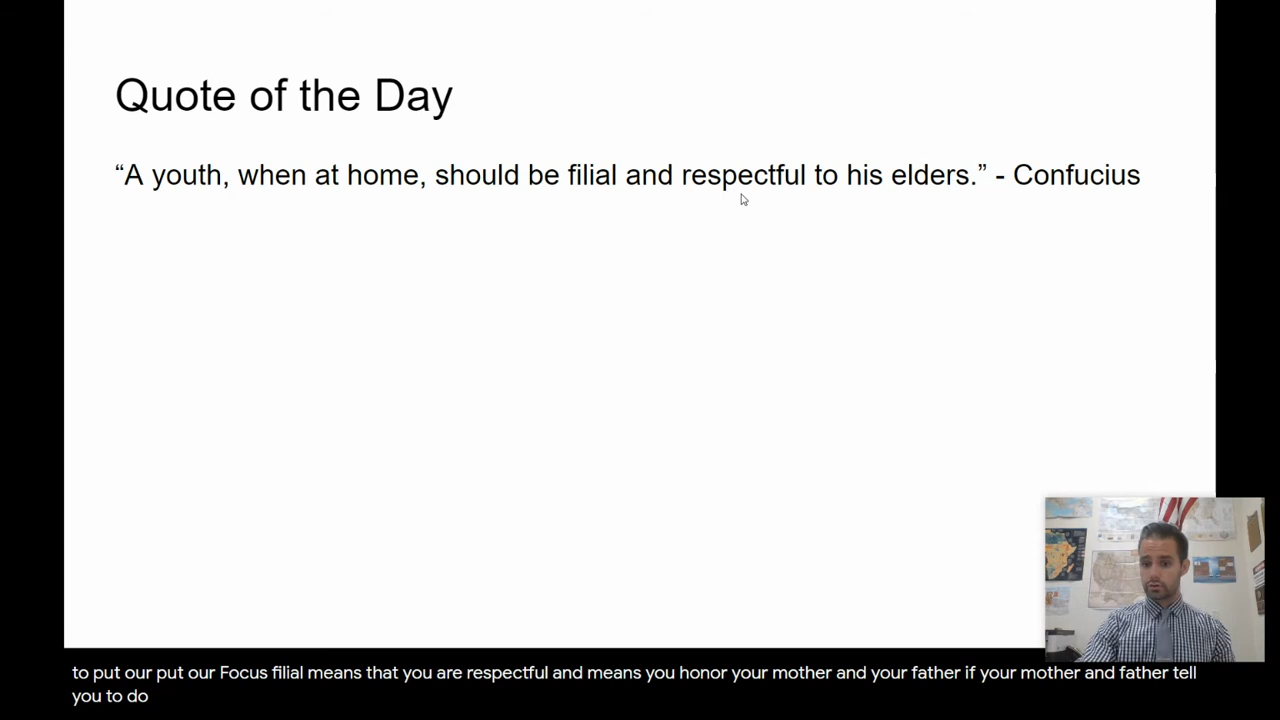 Quote of the Day
“A youth, when at home, should be filial and respectful to his elders.” - Confucius
to put our put our Focus filial means that you are respectful and means you honor your mother and your father if your mother and father tell
you to do